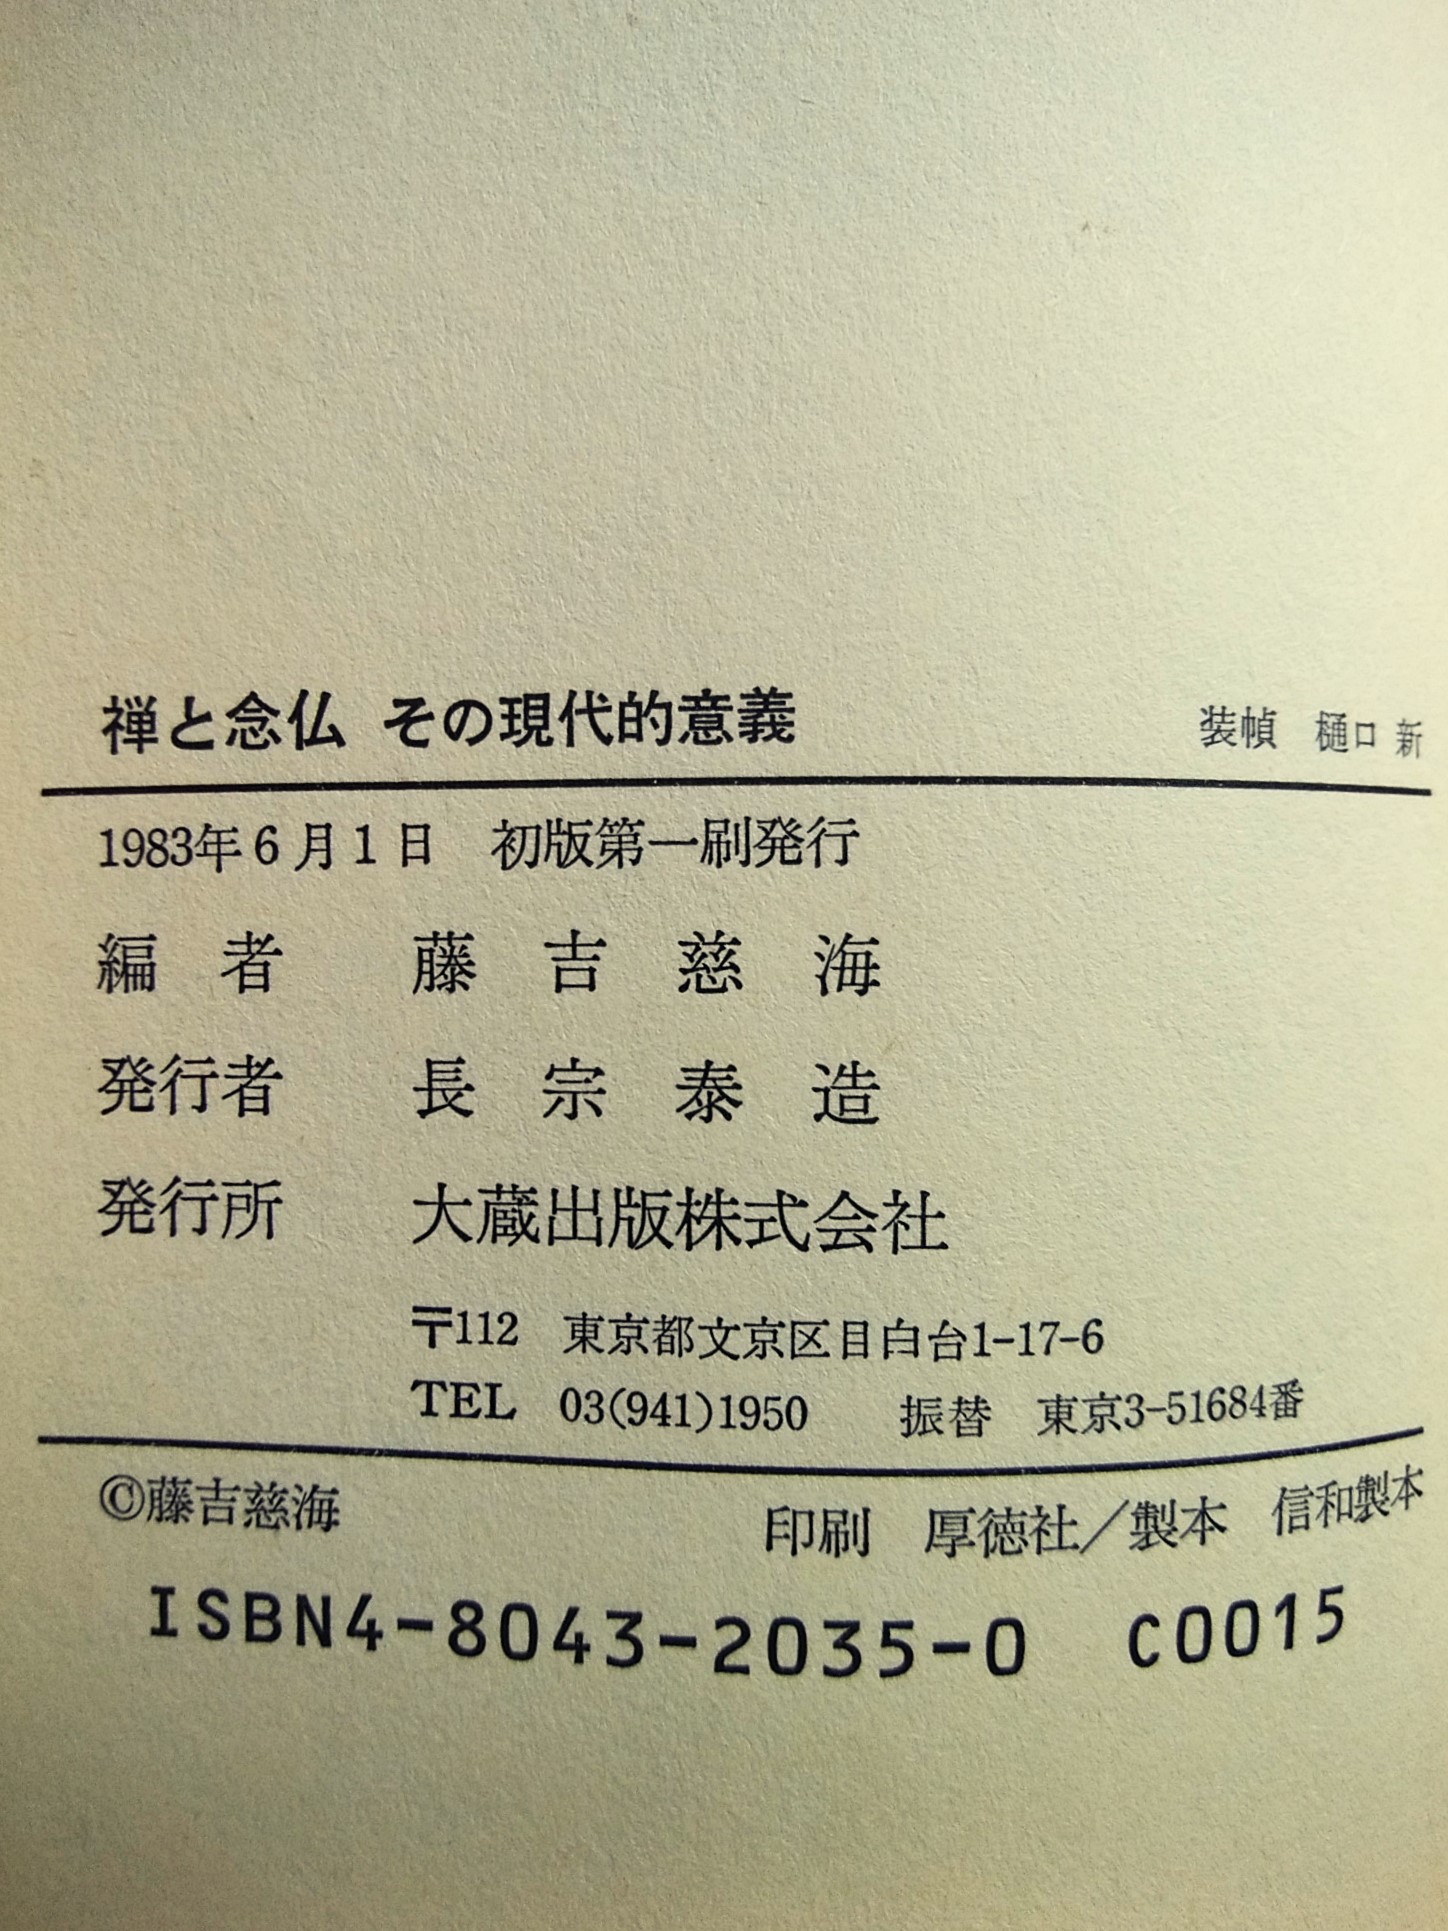 禅と念仏 その現代的意義 装幀 樋口 新
1983年6月1日 初版第一刷発行
編者 藤吉慈海
発行者 長宗泰造
発行所 大蔵出版株式会社
〒112 東京都文京区目白台1-17-6
TEL 03(941)1950 振替 東京3-51684番
©藤吉慈海 印刷 厚徳社／製本 信和製本
ISBN4-8043-2035-0 C0015